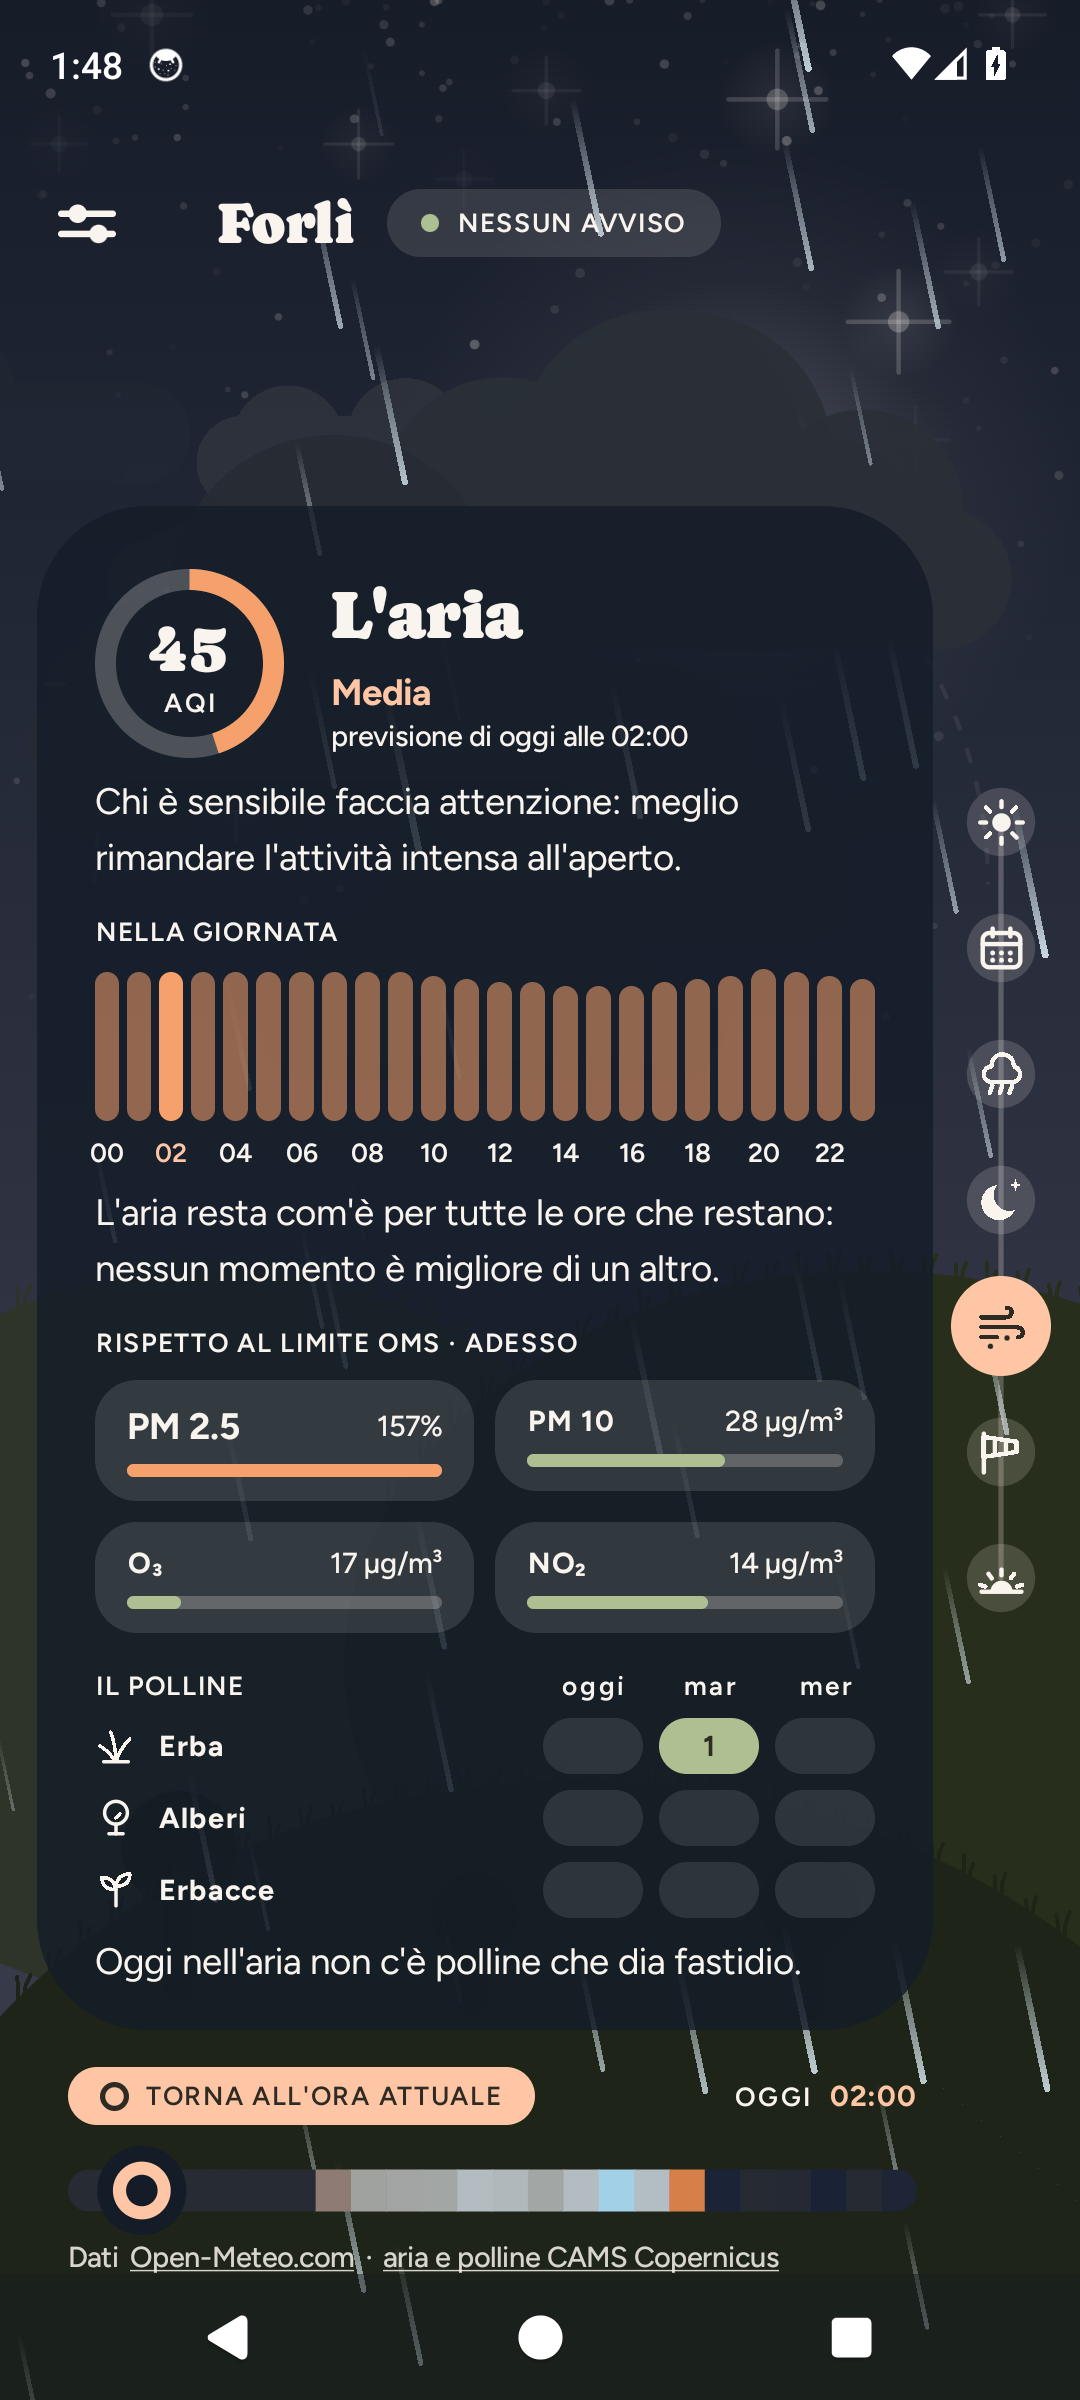 1:48
Forlì
NESSUN AVVISO
45
AQI
L'aria
Media
previsione di oggi alle 02:00
Chi è sensibile faccia attenzione: meglio
rimandare l'attività intensa all'aperto.
NELLA GIORNATA
00 02 04 06 08 10 12 14 16 18 20 22
L'aria resta com'è per tutte le ore che restano:
nessun momento è migliore di un altro.
RISPETTO AL LIMITE OMS · ADESSO
PM 2.5 157%
PM 10 28 µg/m³
O₃ 17 µg/m³
NO₂ 14 µg/m³
IL POLLINE oggi mar mer
Erba 1
Alberi
Erbacce
Oggi nell'aria non c'è polline che dia fastidio.
TORNA ALL'ORA ATTUALE
OGGI 02:00
Dati Open-Meteo.com · aria e polline CAMS Copernicus